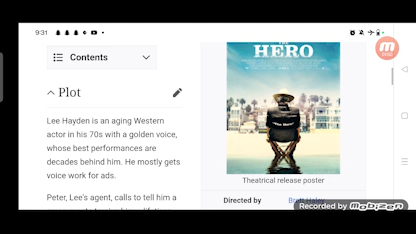 9:31
Contents
Plot
Lee Hayden is an aging Western
actor in his 70s with a golden voice,
whose best performances are
decades behind him. He mostly gets
voice work for ads.
Peter, Lee's agent, calls to tell him a
HERO
Theatrical release poster
Directed by
Recorded by
mobizen